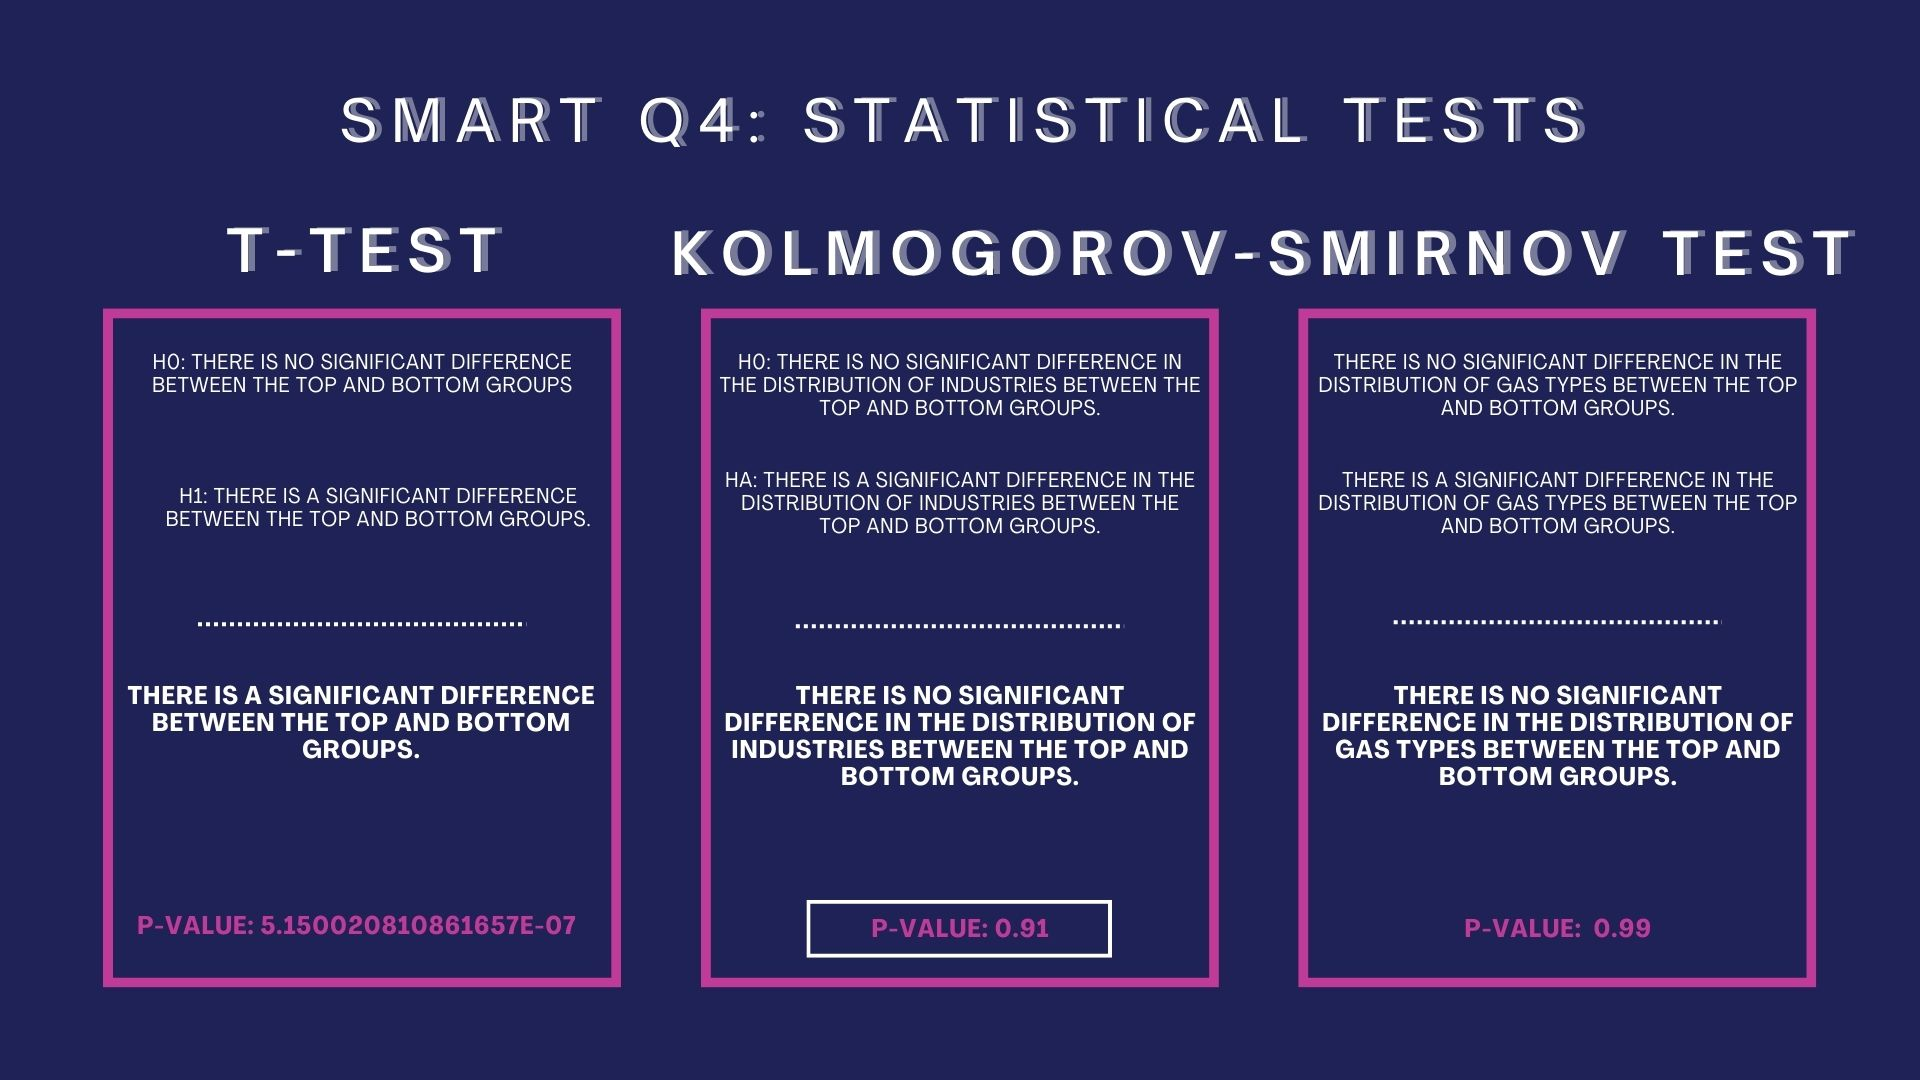 SMART Q4: STATISTICAL TESTS
T-TEST
H0: THERE IS NO SIGNIFICANT DIFFERENCE
BETWEEN THE TOP AND BOTTOM GROUPS
H1: THERE IS A SIGNIFICANT DIFFERENCE
BETWEEN THE TOP AND BOTTOM GROUPS.
THERE IS A SIGNIFICANT DIFFERENCE
BETWEEN THE TOP AND BOTTOM
GROUPS.
P-VALUE: 5.150020810861657E-07
KOLMOGOROV-SMIRNOV TEST
H0: THERE IS NO SIGNIFICANT DIFFERENCE IN
THE DISTRIBUTION OF INDUSTRIES BETWEEN THE
TOP AND BOTTOM GROUPS.
HA: THERE IS A SIGNIFICANT DIFFERENCE IN THE
DISTRIBUTION OF INDUSTRIES BETWEEN THE
TOP AND BOTTOM GROUPS.
THERE IS NO SIGNIFICANT
DIFFERENCE IN THE DISTRIBUTION OF
INDUSTRIES BETWEEN THE TOP AND
BOTTOM GROUPS.
P-VALUE: 0.91
THERE IS NO SIGNIFICANT DIFFERENCE IN THE
DISTRIBUTION OF GAS TYPES BETWEEN THE TOP
AND BOTTOM GROUPS.
THERE IS A SIGNIFICANT DIFFERENCE IN THE
DISTRIBUTION OF GAS TYPES BETWEEN THE TOP
AND BOTTOM GROUPS.
THERE IS NO SIGNIFICANT
DIFFERENCE IN THE DISTRIBUTION OF
GAS TYPES BETWEEN THE TOP AND
BOTTOM GROUPS.
P-VALUE: 0.99